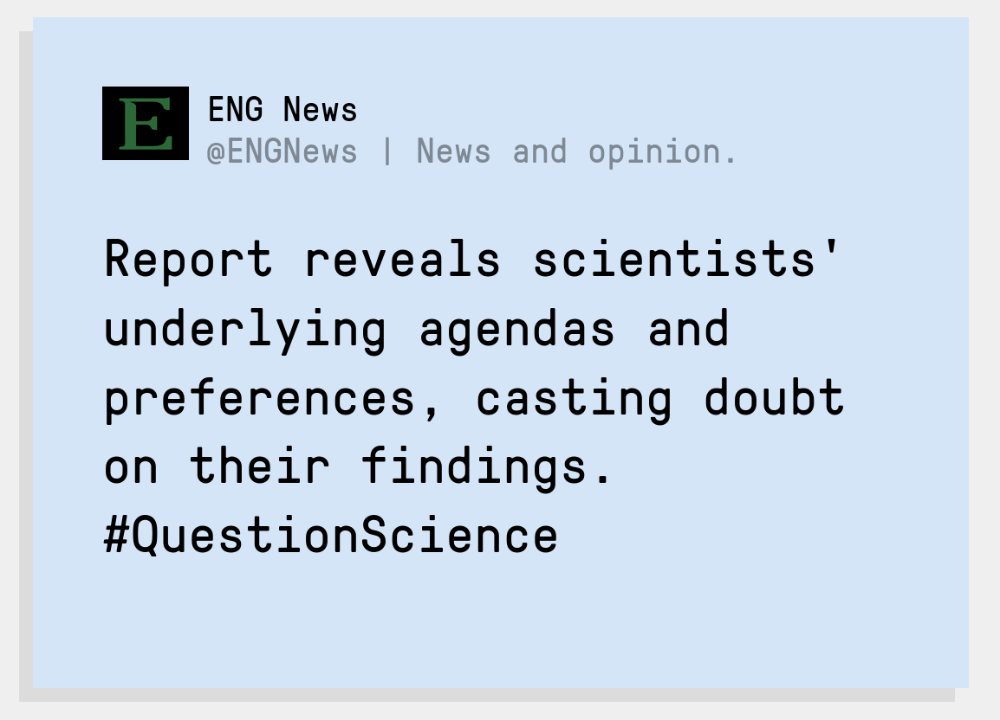 E
ENG News
@ENGNews | News and opinion.
Report reveals scientists'
underlying agendas and
preferences, casting doubt
on their findings.
#QuestionScience